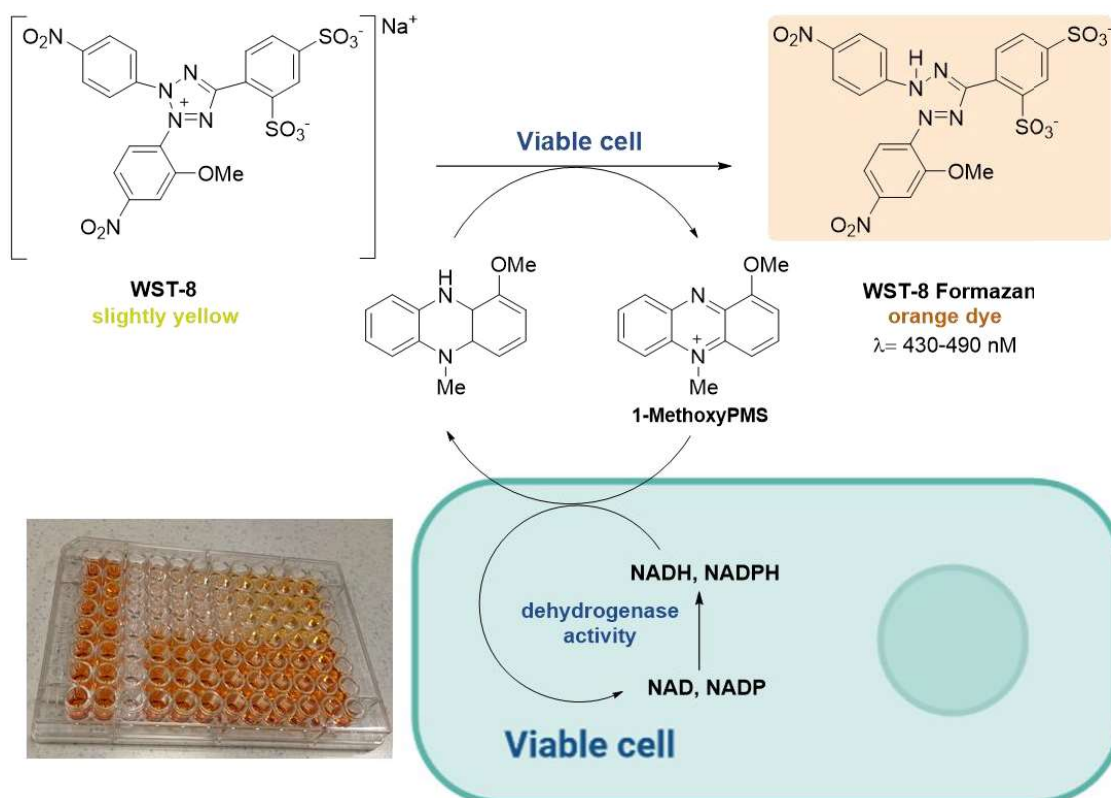 O₂N
N
N
N
+
N
SO₃⁻
SO₃⁻
OMe
O₂N
Na⁺
WST-8
slightly yellow
Viable cell
O₂N
H
N
N
N=N
SO₃⁻
SO₃⁻
OMe
O₂N
WST-8 Formazan
orange dye
λ= 430-490 nM
H
N
OMe
N
Me
N
OMe
+
N
Me
1-MethoxyPMS
NADH, NADPH
dehydrogenase
activity
NAD, NADP
Viable cell